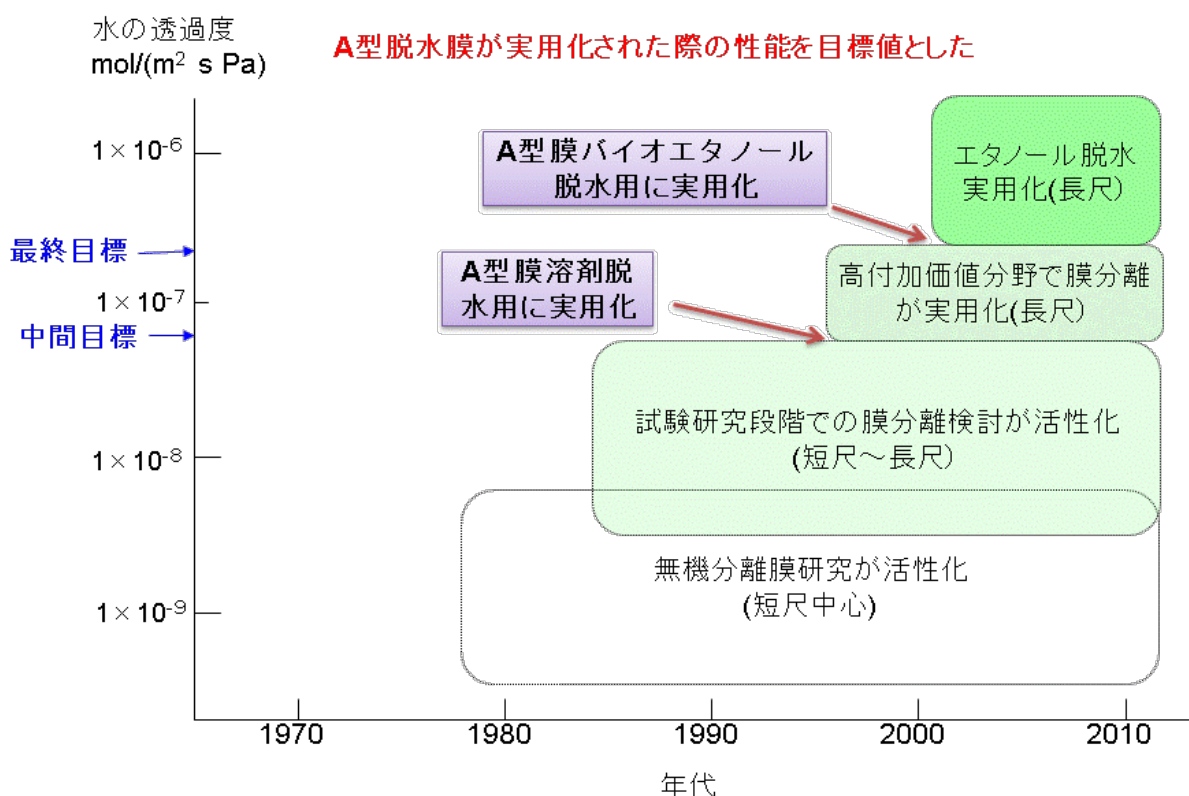 水の透過度
mol/(m² s Pa)
A型脱水膜が実用化された際の性能を目標値とした
1×10⁻⁶
A型膜バイオエタノール
脱水用に実用化
エタノール脱水
実用化(長尺)
最終目標
A型膜溶剤脱
水用に実用化
高付加価値分野で膜分離
が実用化(長尺)
1×10⁻⁷
中間目標
試験研究段階での膜分離検討が活性化
(短尺～長尺)
1×10⁻⁸
無機分離膜研究が活性化
(短尺中心)
1×10⁻⁹
1970
1980
1990
2000
2010
年代